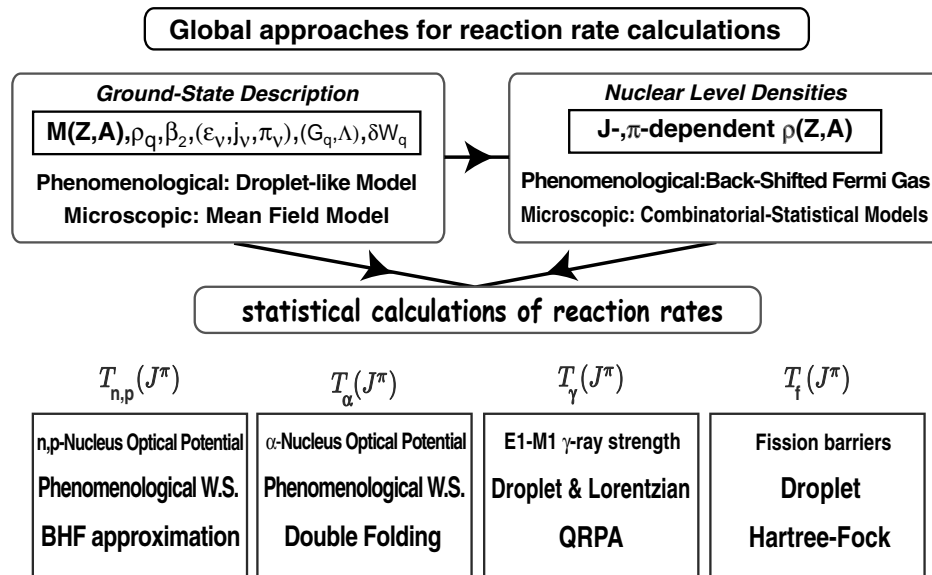 Global approaches for reaction rate calculations
Ground-State Description
M(Z,A),ρq,β2,(εν,jν,πν),(Gq,Λ),δWq
Phenomenological: Droplet-like Model
Microscopic: Mean Field Model
Nuclear Level Densities
J-,π-dependent ρ(Z,A)
Phenomenological:Back-Shifted Fermi Gas
Microscopic: Combinatorial-Statistical Models
statistical calculations of reaction rates
Tn,p(Jπ)
n,p-Nucleus Optical Potential
Phenomenological W.S.
BHF approximation
Tα(Jπ)
α-Nucleus Optical Potential
Phenomenological W.S.
Double Folding
Tγ(Jπ)
E1-M1 γ-ray strength
Droplet & Lorentzian
QRPA
Tf(Jπ)
Fission barriers
Droplet
Hartree-Fock